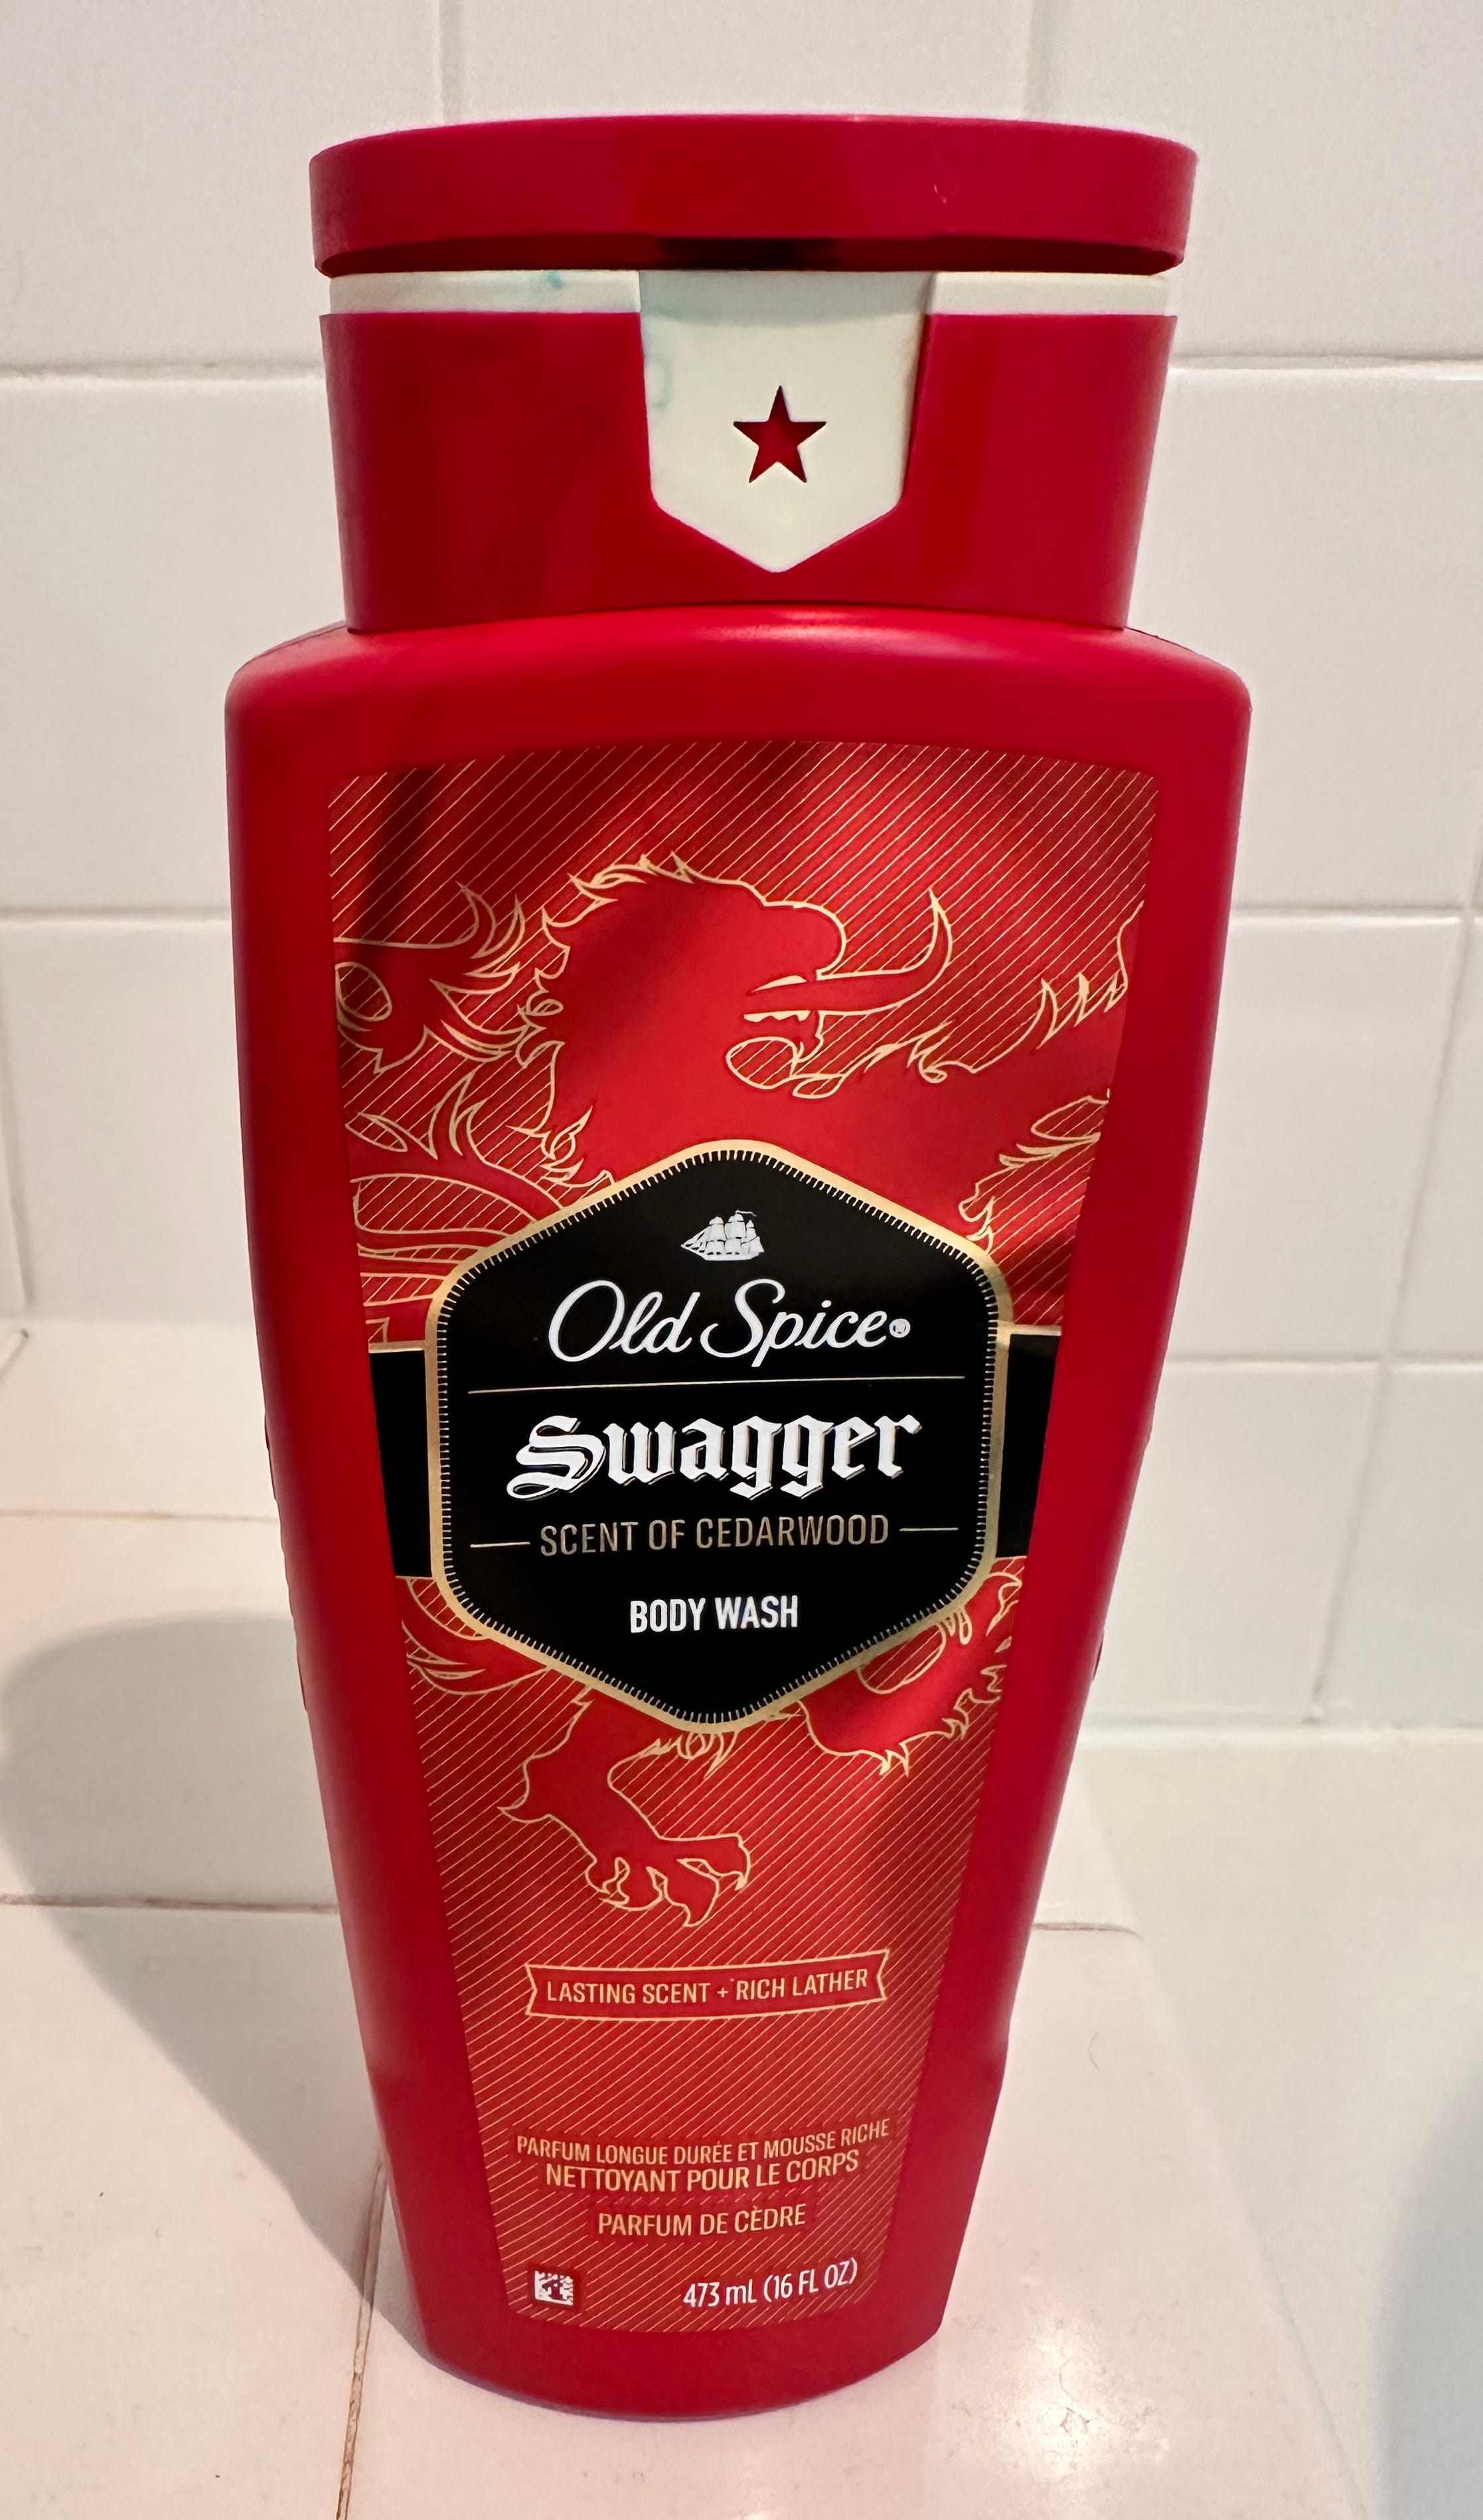 Old Spice®
Swagger
SCENT OF CEDARWOOD
BODY WASH
LASTING SCENT + RICH LATHER
PARFUM LONGUE DURÉE ET MOUSSE RICHE
NETTOYANT POUR LE CORPS
PARFUM DE CÈDRE
473 mL (16 FL OZ)